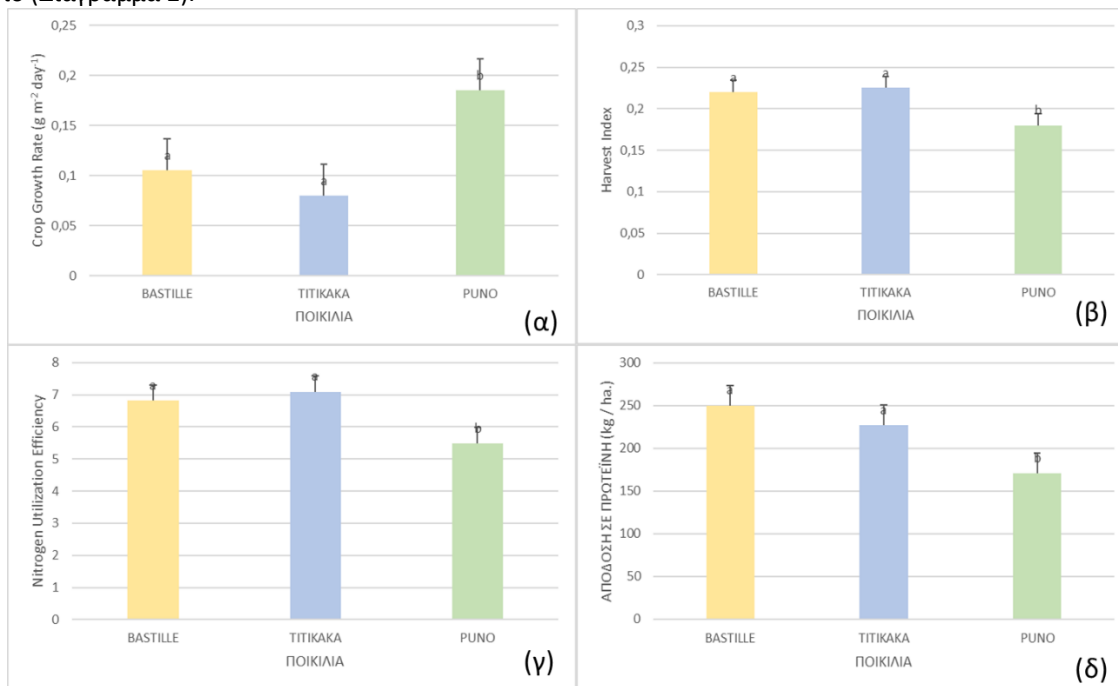 (Διάγραμμα
0,25
0,2
0,15
0,1
0,05
0
Crop Growth Rate (g m⁻² day⁻¹)
a
a
b
BASTILLE TITIKAKA PUNO
ΠΟΙΚΙΛΙΑ
(α)
0,3
0,25
0,2
0,15
0,1
0,05
0
Harvest Index
a
a
b
BASTILLE TITIKAKA PUNO
ΠΟΙΚΙΛΙΑ
(β)
8
7
6
5
4
3
2
1
0
Nitrogen Utilization Efficiency
a
a
b
BASTILLE TITIKAKA PUNO
ΠΟΙΚΙΛΙΑ
(γ)
300
250
200
150
100
50
0
ΑΠΟΔΟΣΗ ΣΕ ΠΡΩΤΕΪΝΗ (kg / ha.)
a
a
b
BASTILLE TITIKAKA PUNO
ΠΟΙΚΙΛΙΑ
(δ)